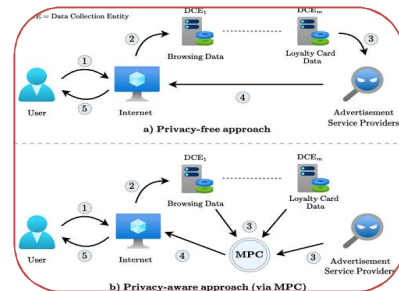 DCE = Data Collection Entity
DCE₁
DCEₘ
2
3
1
Browsing Data
Loyalty Card
Data
5
4
User
Internet
Advertisement
Service Providers
a) Privacy-free approach
DCE₁
DCEₘ
2
1
Browsing Data
Loyalty Card
Data
3
5
4
MPC
3
User
Internet
Advertisement
Service Providers
b) Privacy-aware approach (via MPC)